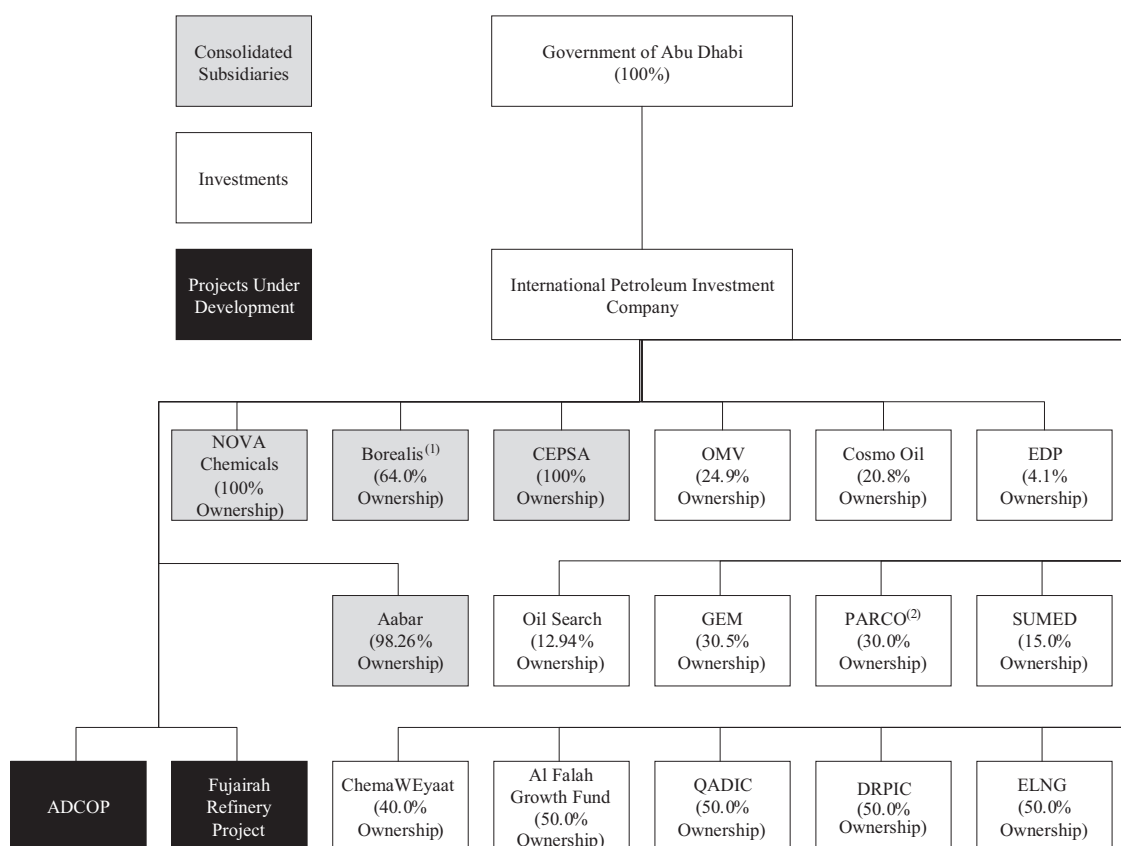 Consolidated
Subsidiaries
Government of Abu Dhabi
(100%)
Investments
Projects Under
Development
International Petroleum Investment
Company
NOVA
Chemicals
(100%
Ownership)
Borealis(1)
(64.0%
Ownership)
CEPSA
(100%
Ownership)
OMV
(24.9%
Ownership)
Cosmo Oil
(20.8%
Ownership)
EDP
(4.1%
Ownership)
Aabar
(98.26%
Ownership)
Oil Search
(12.94%
Ownership)
GEM
(30.5%
Ownership)
PARCO(2)
(30.0%
Ownership)
SUMED
(15.0%
Ownership)
ADCOP
Fujairah
Refinery
Project
ChemaWEyaat
(40.0%
Ownership)
Al Falah
Growth Fund
(50.0%
Ownership)
QADIC
(50.0%
Ownership)
DRPIC
(50.0%
Ownership)
ELNG
(50.0%
Ownership)